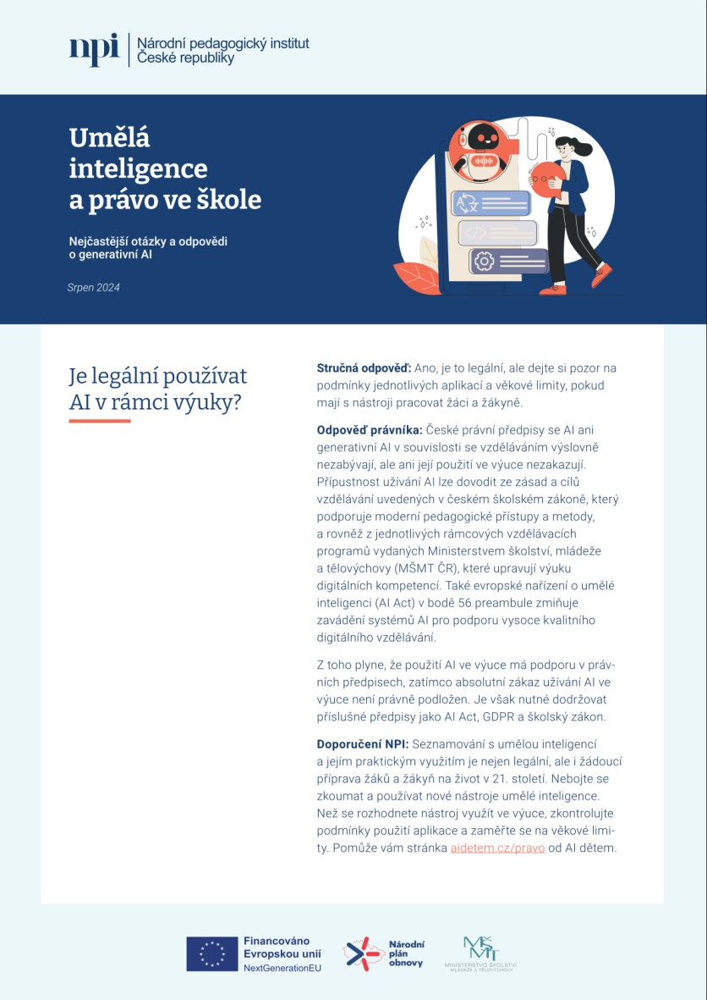 npi
Národní pedagogický institut
České republiky
Umělá
inteligence
a právo ve škole
Nejčastější otázky a odpovědi
o generativní AI
Srpen 2024
Je legální používat
AI v rámci výuky?
Stručná odpověď: Ano, je to legální, ale dejte si pozor na
podmínky jednotlivých aplikací a věkové limity, pokud
mají s nástroji pracovat žáci a žákyně.
Odpověď právníka: České právní předpisy se AI ani
generativní AI v souvislosti se vzděláváním výslovně
nezabývají, ale ani její použití ve výuce nezakazují.
Přípustnost užívání AI lze dovodit ze zásad a cílů
vzdělávání uvedených v českém školském zákoně, který
podporuje moderní pedagogické přístupy a metody,
a rovněž z jednotlivých rámcových vzdělávacích
programů vydaných Ministerstvem školství, mládeže
a tělovýchovy (MŠMT ČR), které upravují výuku
digitálních kompetencí. Také evropské nařízení o umělé
inteligenci (AI Act) v bodě 56 preambule zmiňuje
zavádění systémů AI pro podporu vysoce kvalitního
digitálního vzdělávání.
Z toho plyne, že použití AI ve výuce má podporu v práv-
ních předpisech, zatímco absolutní zákaz užívání AI ve
výuce není právně podložen. Je však nutné dodržovat
příslušné předpisy jako AI Act, GDPR a školský zákon.
Doporučení NPI: Seznamování s umělou inteligencí
a jejím praktickým využitím je nejen legální, ale i žádoucí
příprava žáků a žákyň na život v 21. století. Nebojte se
zkoumat a používat nové nástroje umělé inteligence.
Než se rozhodnete nástroj využít ve výuce, zkontrolujte
podmínky použití aplikace a zaměřte se na věkové limi-
ty. Pomůže vám stránka aidetem.cz/pravo od AI dětem.
Financováno
Evropskou unií
NextGenerationEU
Národní
plán
obnovy
MŠMT
MINISTERSTVO ŠKOLSTVÍ,
MLÁDEŽE A TĚLOVÝCHOVY